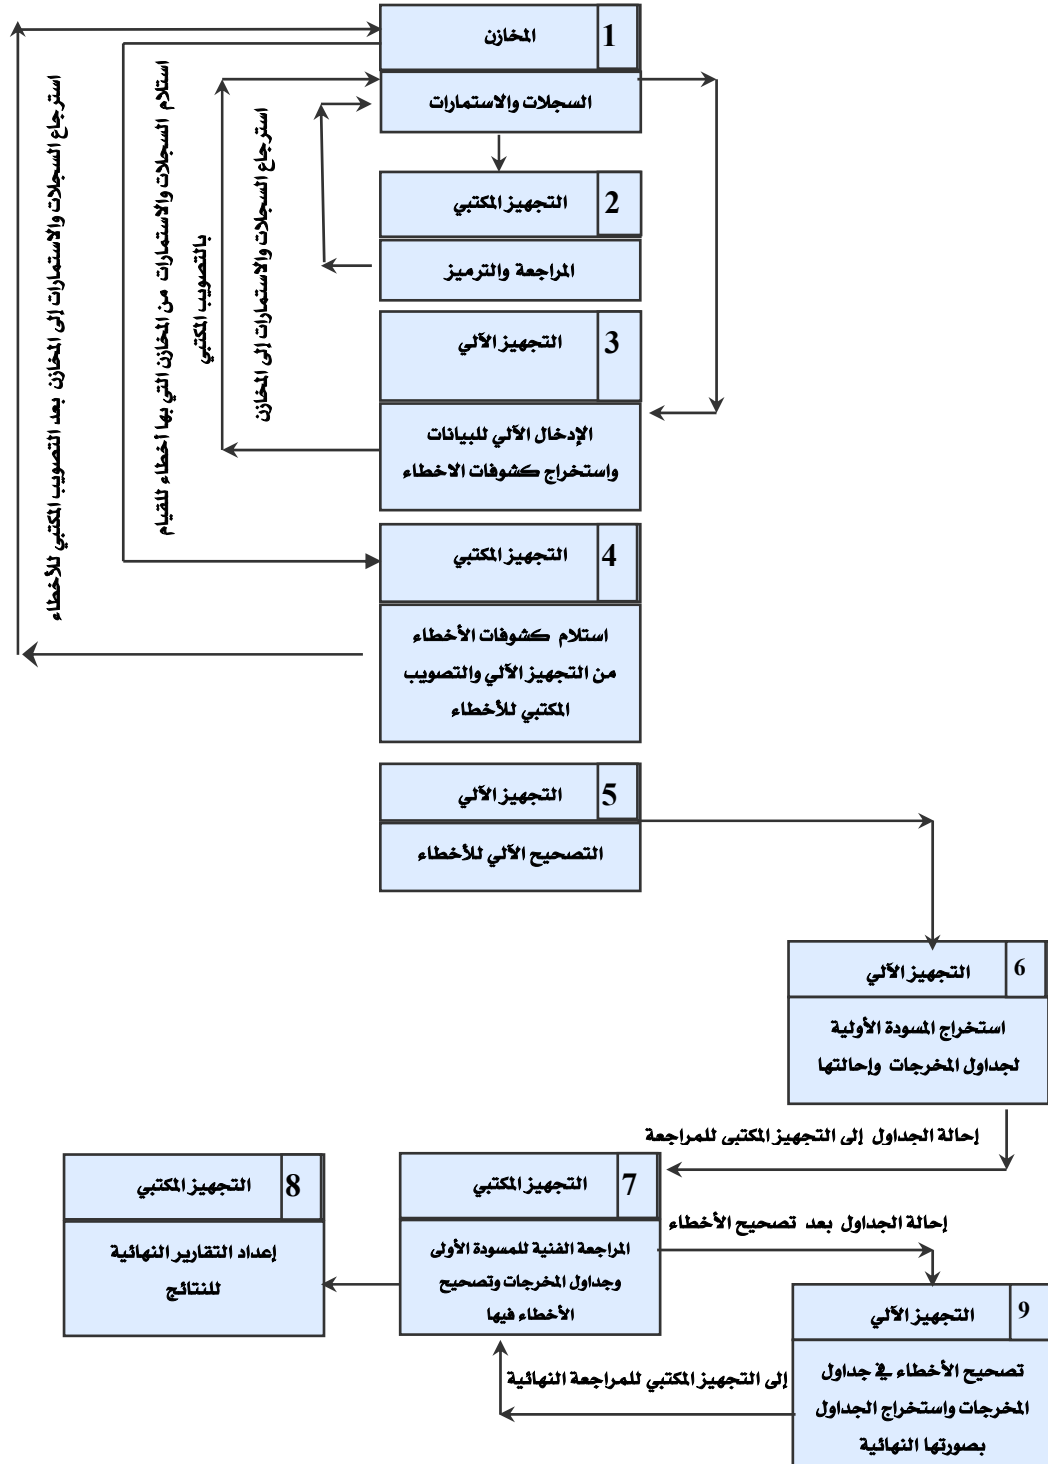 1
المخازن
السجلات والاستمارات
2
التجهيز المكتبي
المراجعة والترميز
3
التجهيز الآلي
الإدخال الآلي للبيانات
واستخراج كشوفات الاخطاء
4
التجهيز المكتبي
استلام كشوفات الأخطاء
من التجهيز الآلي والتصويب
المكتبي للأخطاء
استرجاع السجلات والاستمارات إلى المخازن
استلام السجلات والاستمارات من المخازن التي بها أخطاء للقيام
بالتصويب المكتبي
استرجاع السجلات والاستمارات إلى المخازن بعد التصويب المكتبي للأخطاء
5
التجهيز الآلي
التصحيح الآلي للأخطاء
6
التجهيز الآلي
استخراج المسودة الأولية
لجداول المخرجات وإحالتها
إحالة الجداول إلى التجهيز المكتبي للمراجعة
7
التجهيز المكتبي
المراجعة الفنية للمسودة الأولى
وجداول المخرجات وتصحيح
الأخطاء فيها
8
التجهيز المكتبي
إعداد التقارير النهائية
للنتائج
إحالة الجداول بعد تصحيح الأخطاء
9
التجهيز الآلي
تصحيح الأخطاء في جداول
المخرجات واستخراج الجداول
بصورتها النهائية
إلى التجهيز المكتبي للمراجعة النهائية